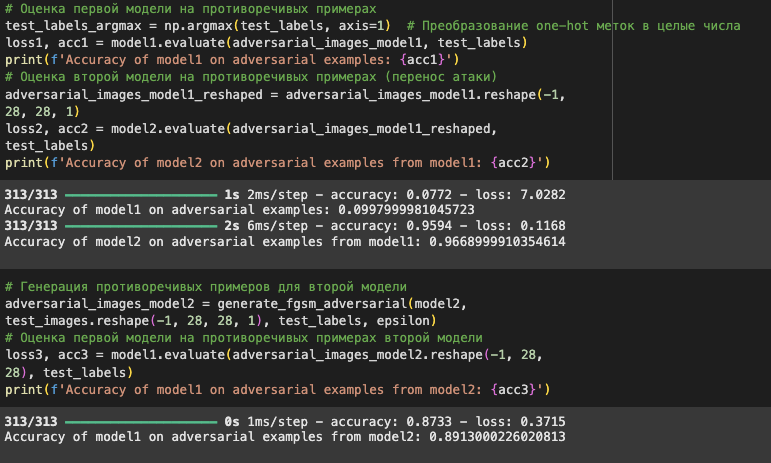 # Оценка первой модели на противоречивых примерах
test_labels_argmax = np.argmax(test_labels, axis=1)  # Преобразование one-hot меток в целые числа
loss1, acc1 = model1.evaluate(adversarial_images_model1, test_labels)
print(f'Accuracy of model1 on adversarial examples: {acc1}')
# Оценка второй модели на противоречивых примерах (перенос атаки)
adversarial_images_model1_reshaped = adversarial_images_model1.reshape(-1,
28, 28, 1)
loss2, acc2 = model2.evaluate(adversarial_images_model1_reshaped,
test_labels)
print(f'Accuracy of model2 on adversarial examples from model1: {acc2}')
313/313 ━━━━━━━━━━━━━━━━━━━━ 1s 2ms/step - accuracy: 0.0772 - loss: 7.0282
Accuracy of model1 on adversarial examples: 0.0997999981045723
313/313 ━━━━━━━━━━━━━━━━━━━━ 2s 6ms/step - accuracy: 0.9594 - loss: 0.1168
Accuracy of model2 on adversarial examples from model1: 0.9668999910354614
# Генерация противоречивых примеров для второй модели
adversarial_images_model2 = generate_fgsm_adversarial(model2,
test_images.reshape(-1, 28, 28, 1), test_labels, epsilon)
# Оценка первой модели на противоречивых примерах второй модели
loss3, acc3 = model1.evaluate(adversarial_images_model2.reshape(-1, 28,
28), test_labels)
print(f'Accuracy of model1 on adversarial examples from model2: {acc3}')
313/313 ━━━━━━━━━━━━━━━━━━━━ 0s 1ms/step - accuracy: 0.8733 - loss: 0.3715
Accuracy of model1 on adversarial examples from model2: 0.8913000226020813